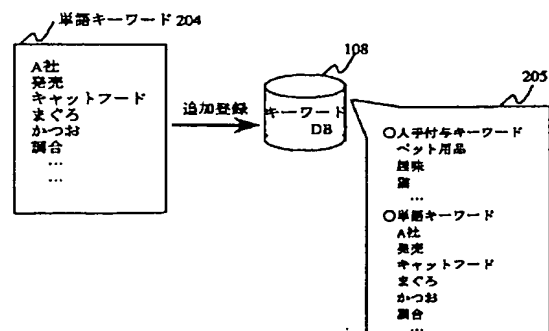 単語キーワード 204
A社
発売
キャットフード
まぐろ
かつお
調合
…
…
追加登録
108
キーワード
DB
205
○人手付与キーワード
ペット用品
趣味
猫
…
○単語キーワード
A社
発売
キャットフード
まぐろ
かつお
調合
…